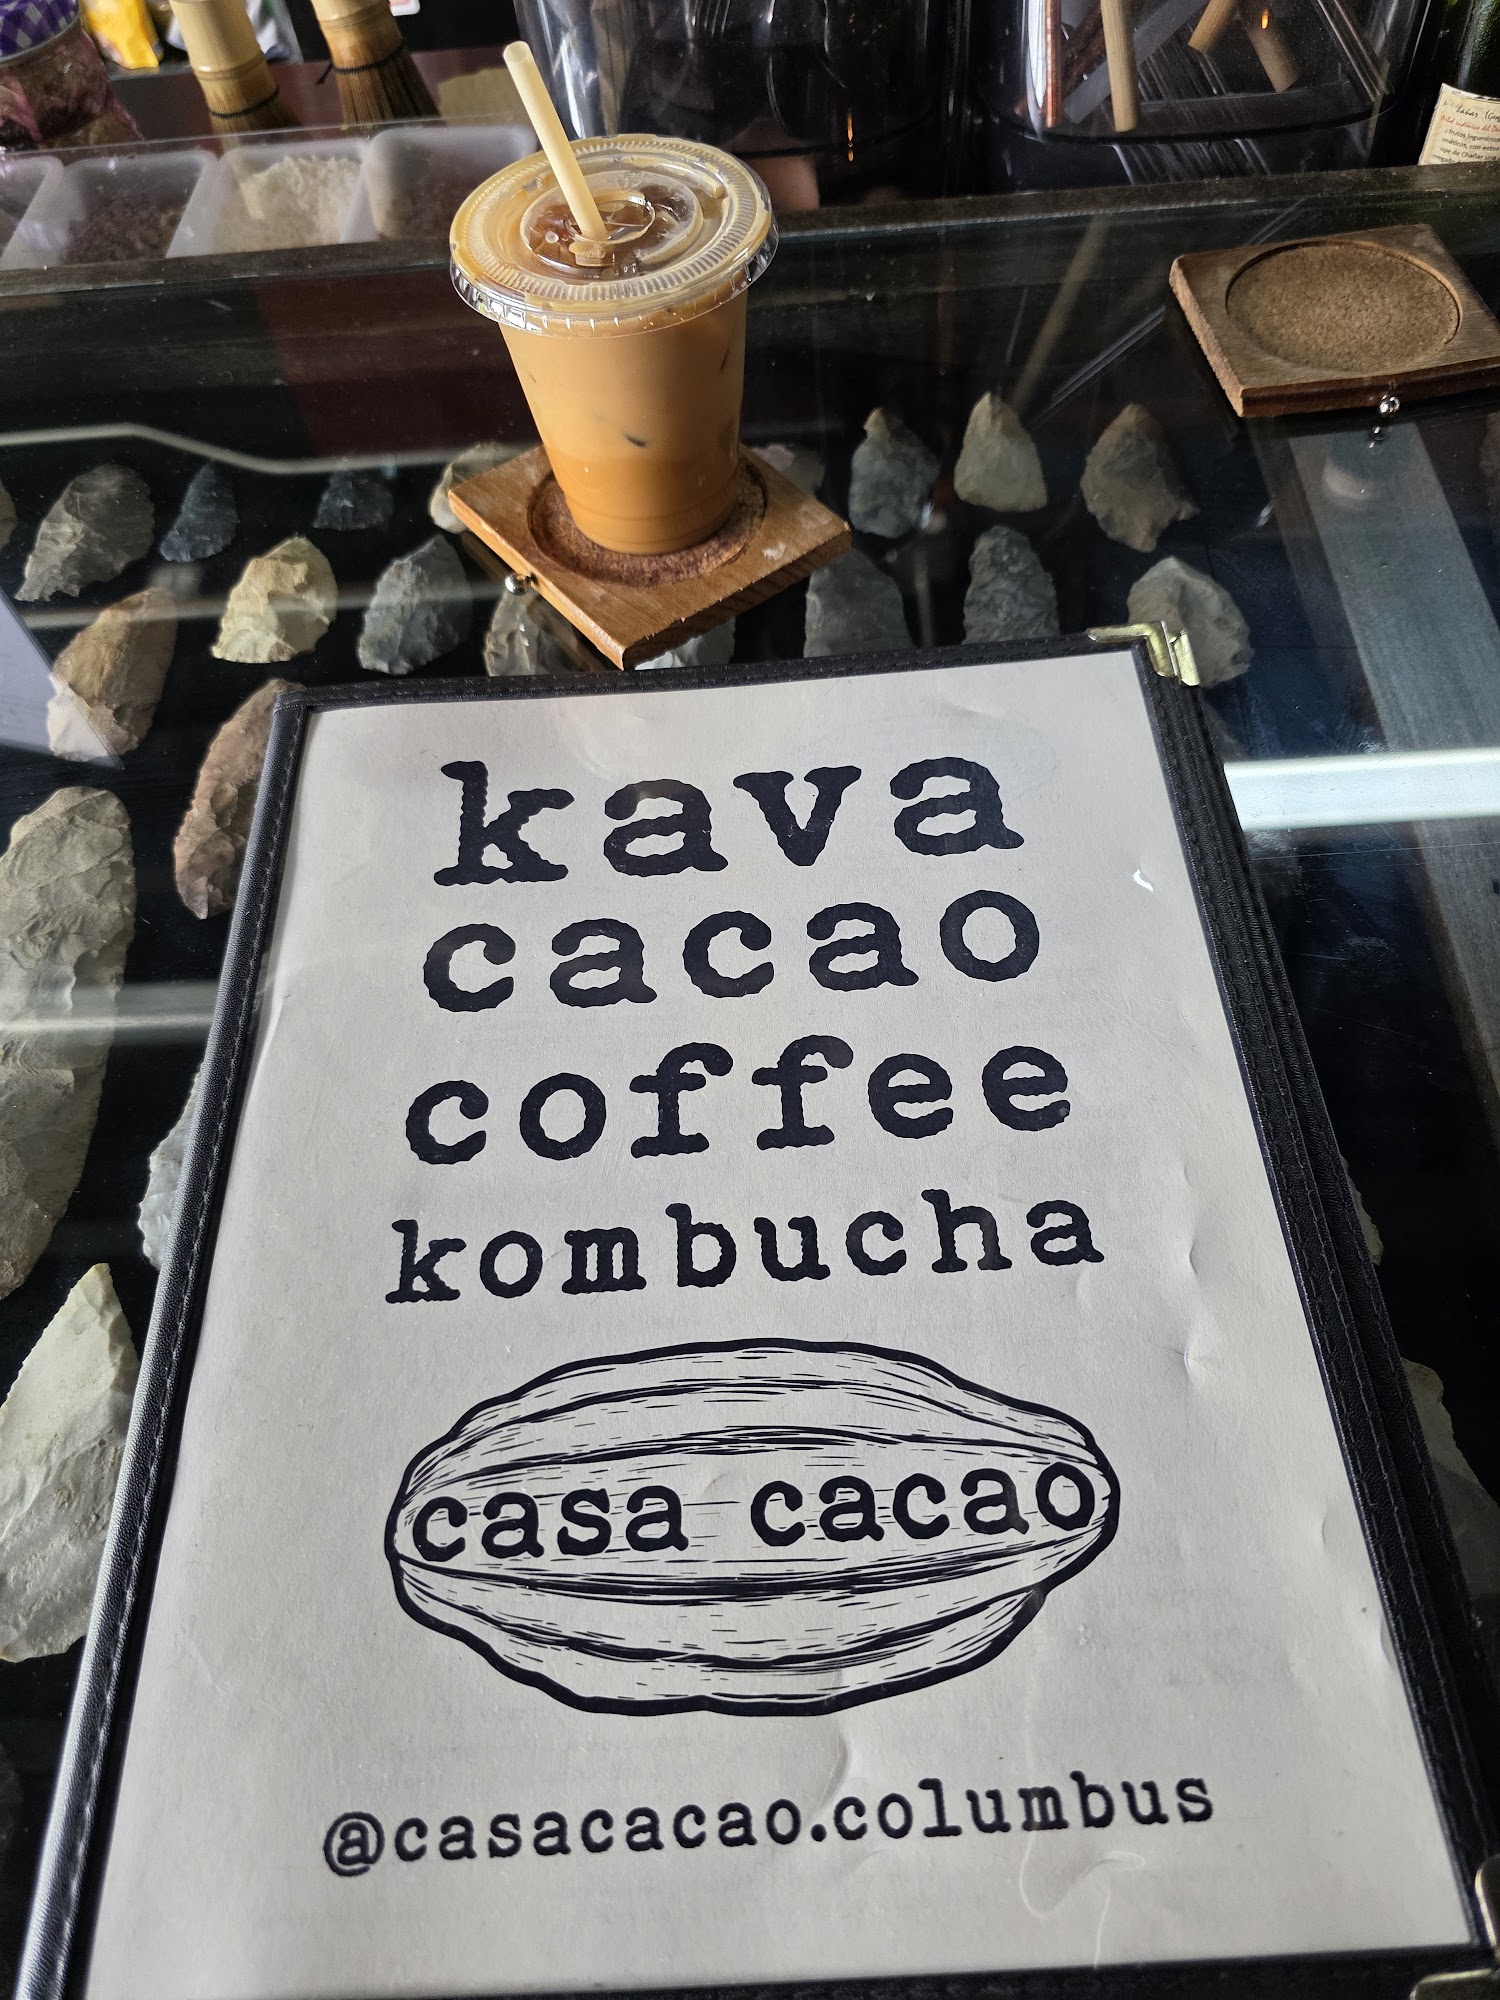 kava
cacao
coffee
kombucha
casa cacao
@casacacao.columbus